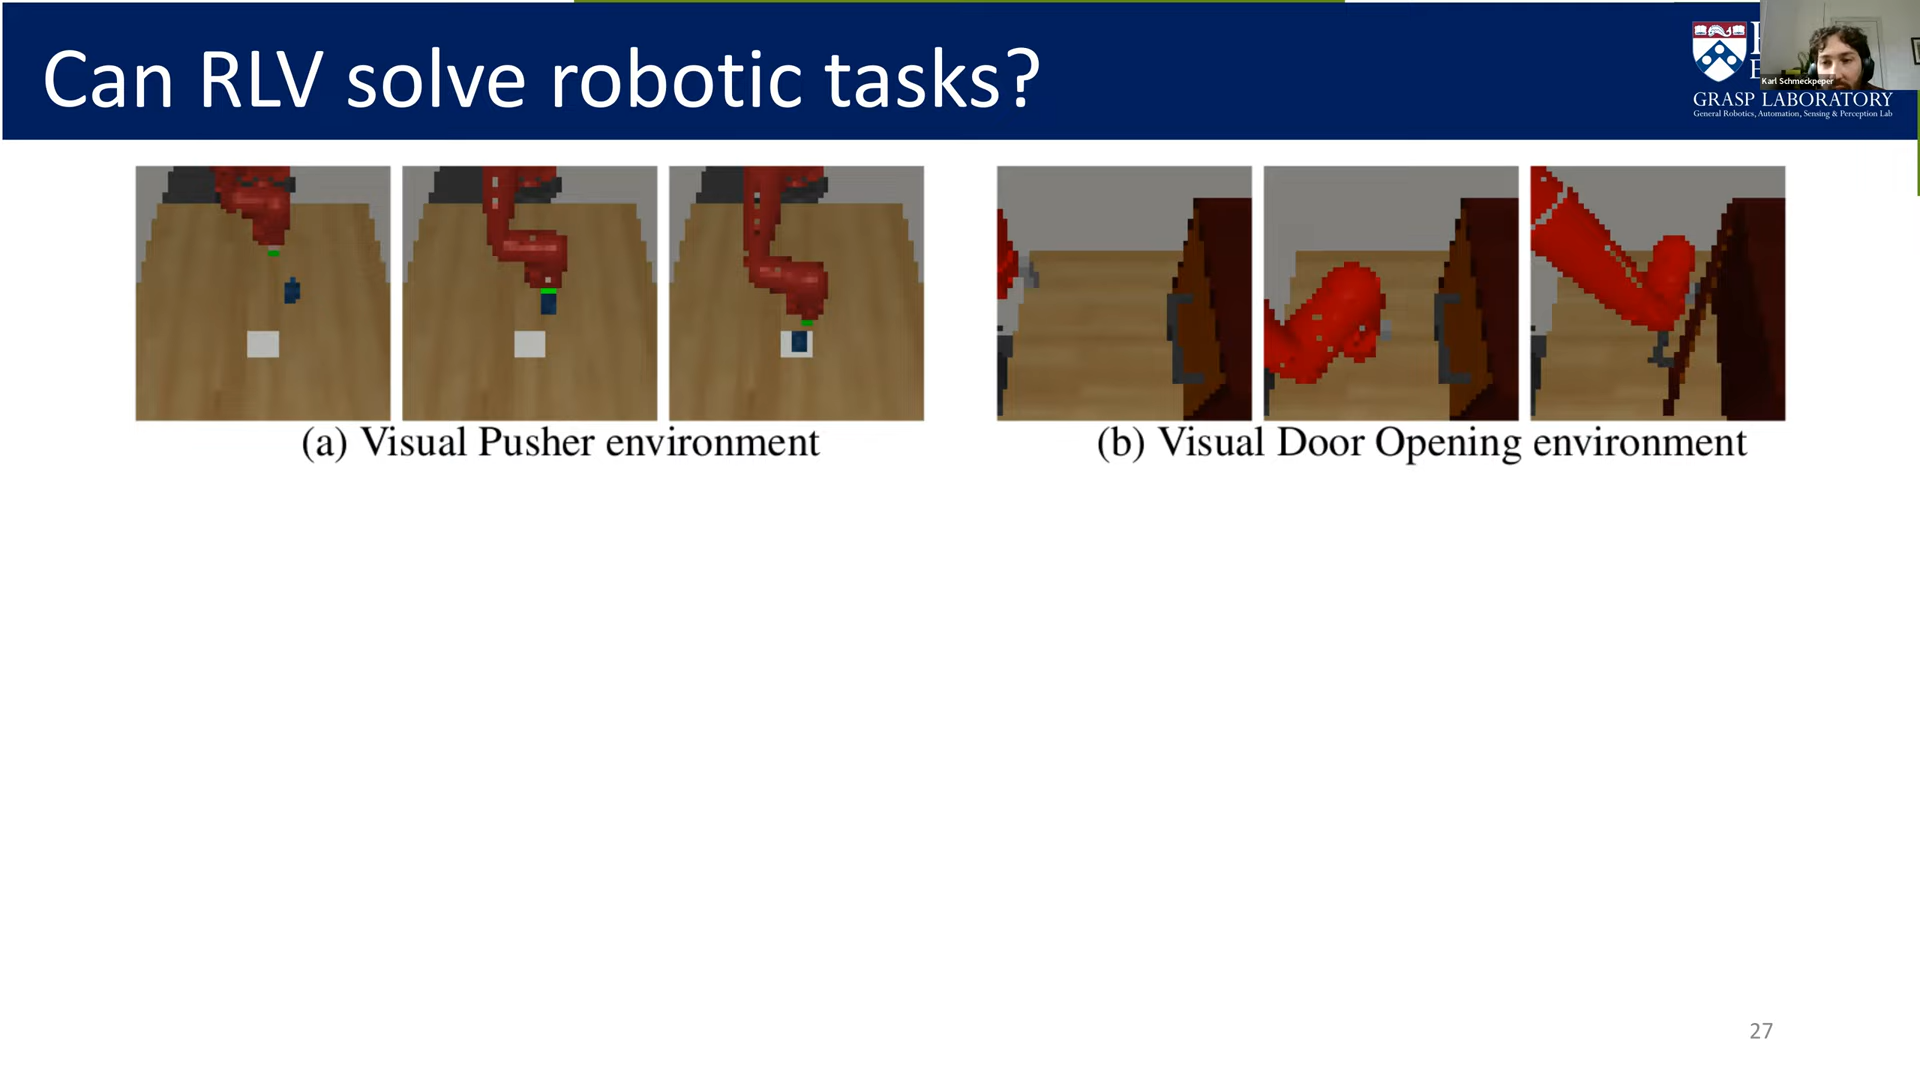 Can RLV solve robotic tasks?
Karl Schmeckpeper
GRASP LABORATORY
General Robotics, Automation, Sensing & Perception Lab
(a) Visual Pusher environment
(b) Visual Door Opening environment
27